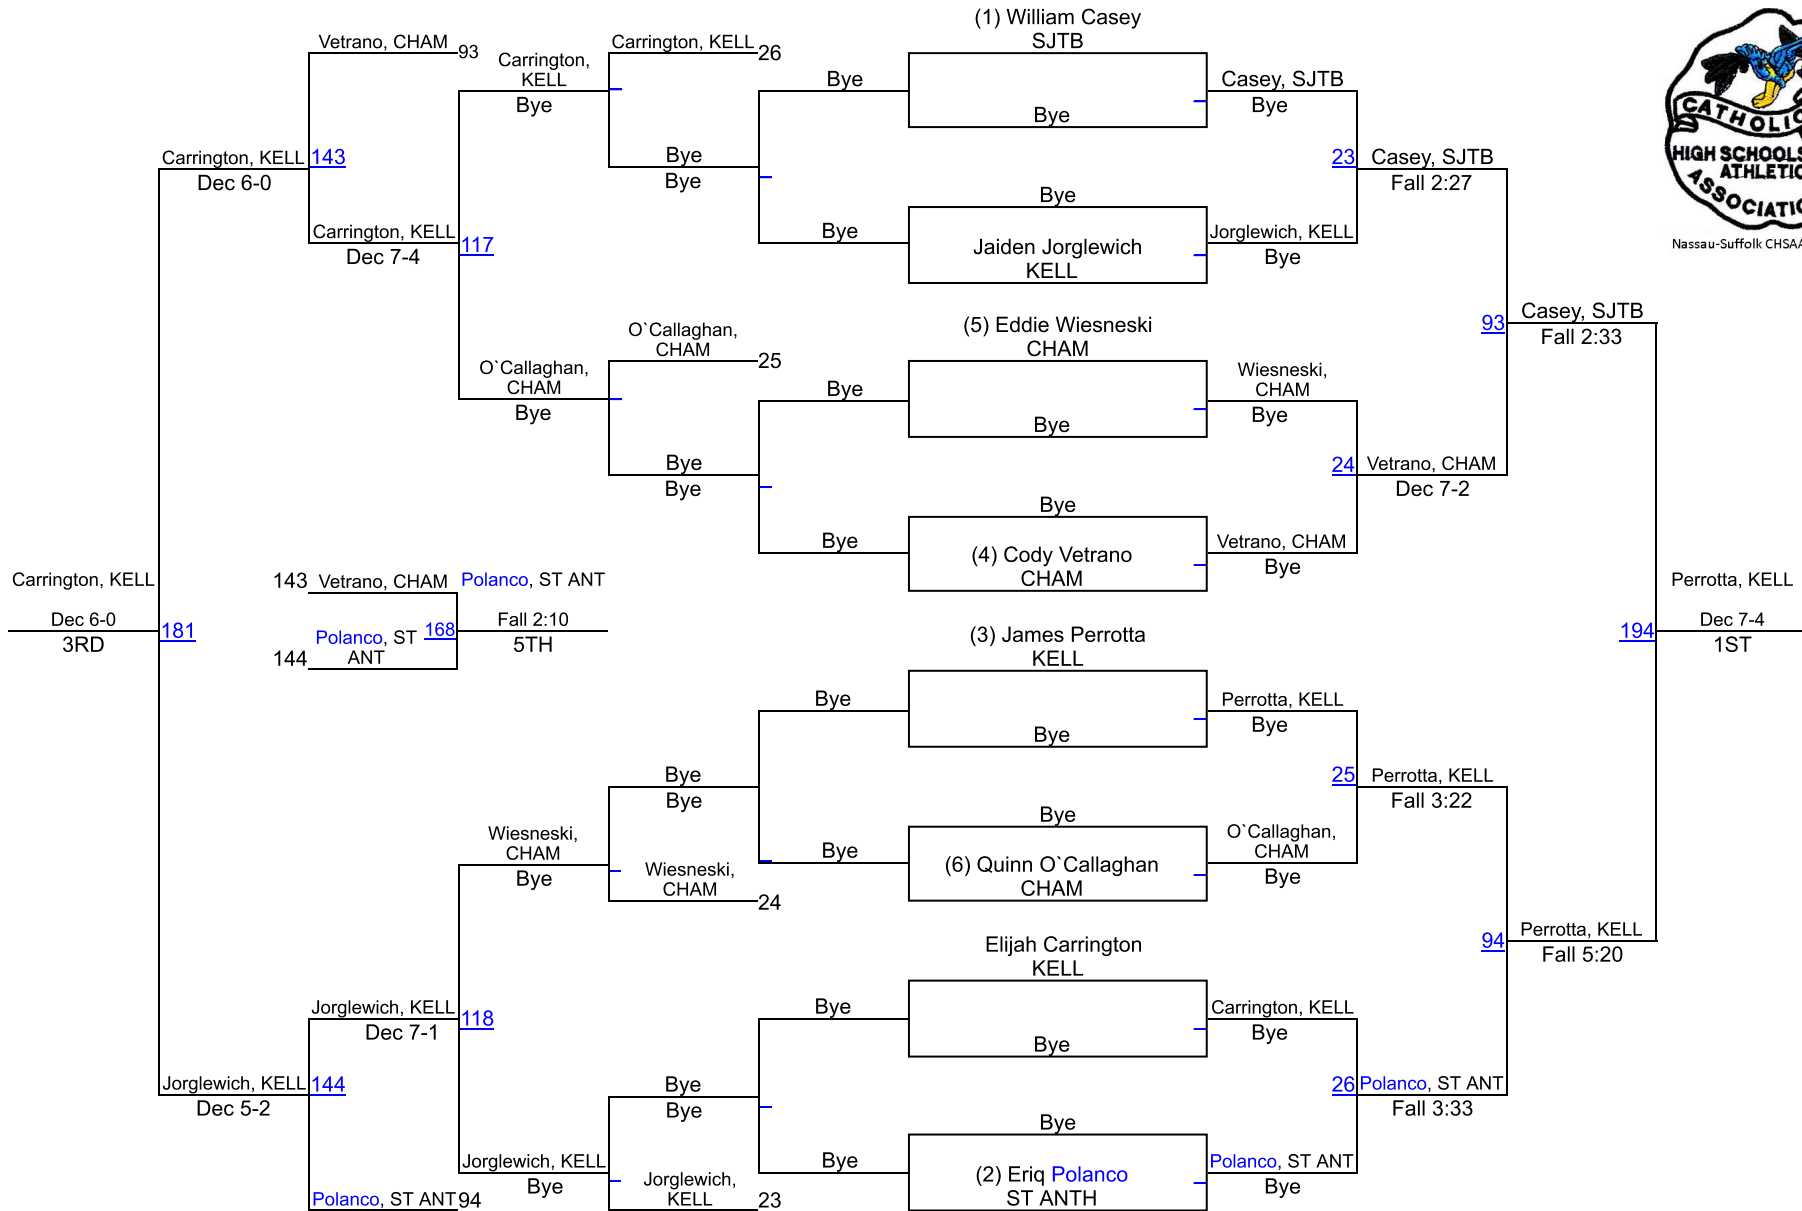 (1) William Casey
SJTB
Vetrano, CHAM 93
Carrington, KELL
Bye
Carrington, KELL 26
Bye
Bye
Casey, SJTB
Bye
Carrington, KELL 143
Dec 6-0
Bye
Bye
23 Casey, SJTB
Fall 2:27
Carrington, KELL
Dec 7-4
117
Bye
Bye
Jaiden Jorglewich
KELL
Jorglewich, KELL
Bye
CATHOLIC
HIGH SCHOOLS
ATHLETIC
ASSOCIATIO
Nassau-Suffolk CHSAA
O`Callaghan,
CHAM
Bye
O`Callaghan,
CHAM
25
Bye
(5) Eddie Wiesneski
CHAM
Bye
Wiesneski,
CHAM
Bye
93 Casey, SJTB
Fall 2:33
Bye
Bye
24 Vetrano, CHAM
Dec 7-2
Bye
Bye
(4) Cody Vetrano
CHAM
Vetrano, CHAM
Bye
Carrington, KELL
Dec 6-0
3RD
181
143 Vetrano, CHAM
Polanco, ST ANT
144 Polanco, ST
ANT
168
Fall 2:10
5TH
(3) James Perrotta
KELL
Perrotta, KELL
194
Dec 7-4
1ST
Bye
Bye
Perrotta, KELL
Bye
Bye
Bye
25 Perrotta, KELL
Fall 3:22
Wiesneski,
CHAM
Bye
Wiesneski,
CHAM
24
Bye
Bye
(6) Quinn O`Callaghan
CHAM
O`Callaghan,
CHAM
Bye
94 Perrotta, KELL
Fall 5:20
Elijah Carrington
KELL
Jorglewich, KELL
Dec 7-1
118
Bye
Bye
Carrington, KELL
Bye
Jorglewich, KELL 144
Dec 5-2
Bye
Bye
26 Polanco, ST ANT
Fall 3:33
Polanco, ST ANT 94
Jorglewich, KELL
Bye
Jorglewich,
KELL
23
Bye
Bye
(2) Eriq Polanco
ST ANTH
Polanco, ST ANT
Bye